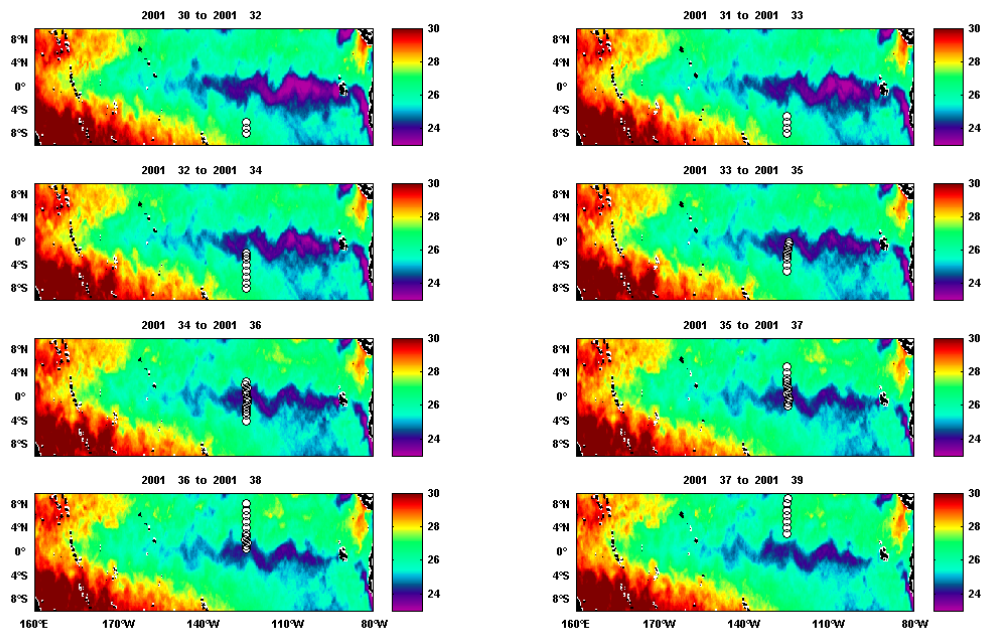 2001 30 to 2001 32
2001 31 to 2001 33
8°N
4°N
0°
4°S
8°S
30
28
26
24
8°N
4°N
0°
4°S
8°S
30
28
26
24
2001 32 to 2001 34
2001 33 to 2001 35
8°N
4°N
0°
4°S
8°S
30
28
26
24
8°N
4°N
0°
4°S
8°S
30
28
26
24
2001 34 to 2001 36
2001 35 to 2001 37
8°N
4°N
0°
4°S
8°S
30
28
26
24
8°N
4°N
0°
4°S
8°S
30
28
26
24
2001 36 to 2001 38
2001 37 to 2001 39
8°N
4°N
0°
4°S
8°S
30
28
26
24
8°N
4°N
0°
4°S
8°S
30
28
26
24
160°E 170°W 140°W 110°W 80°W
160°E 170°W 140°W 110°W 80°W